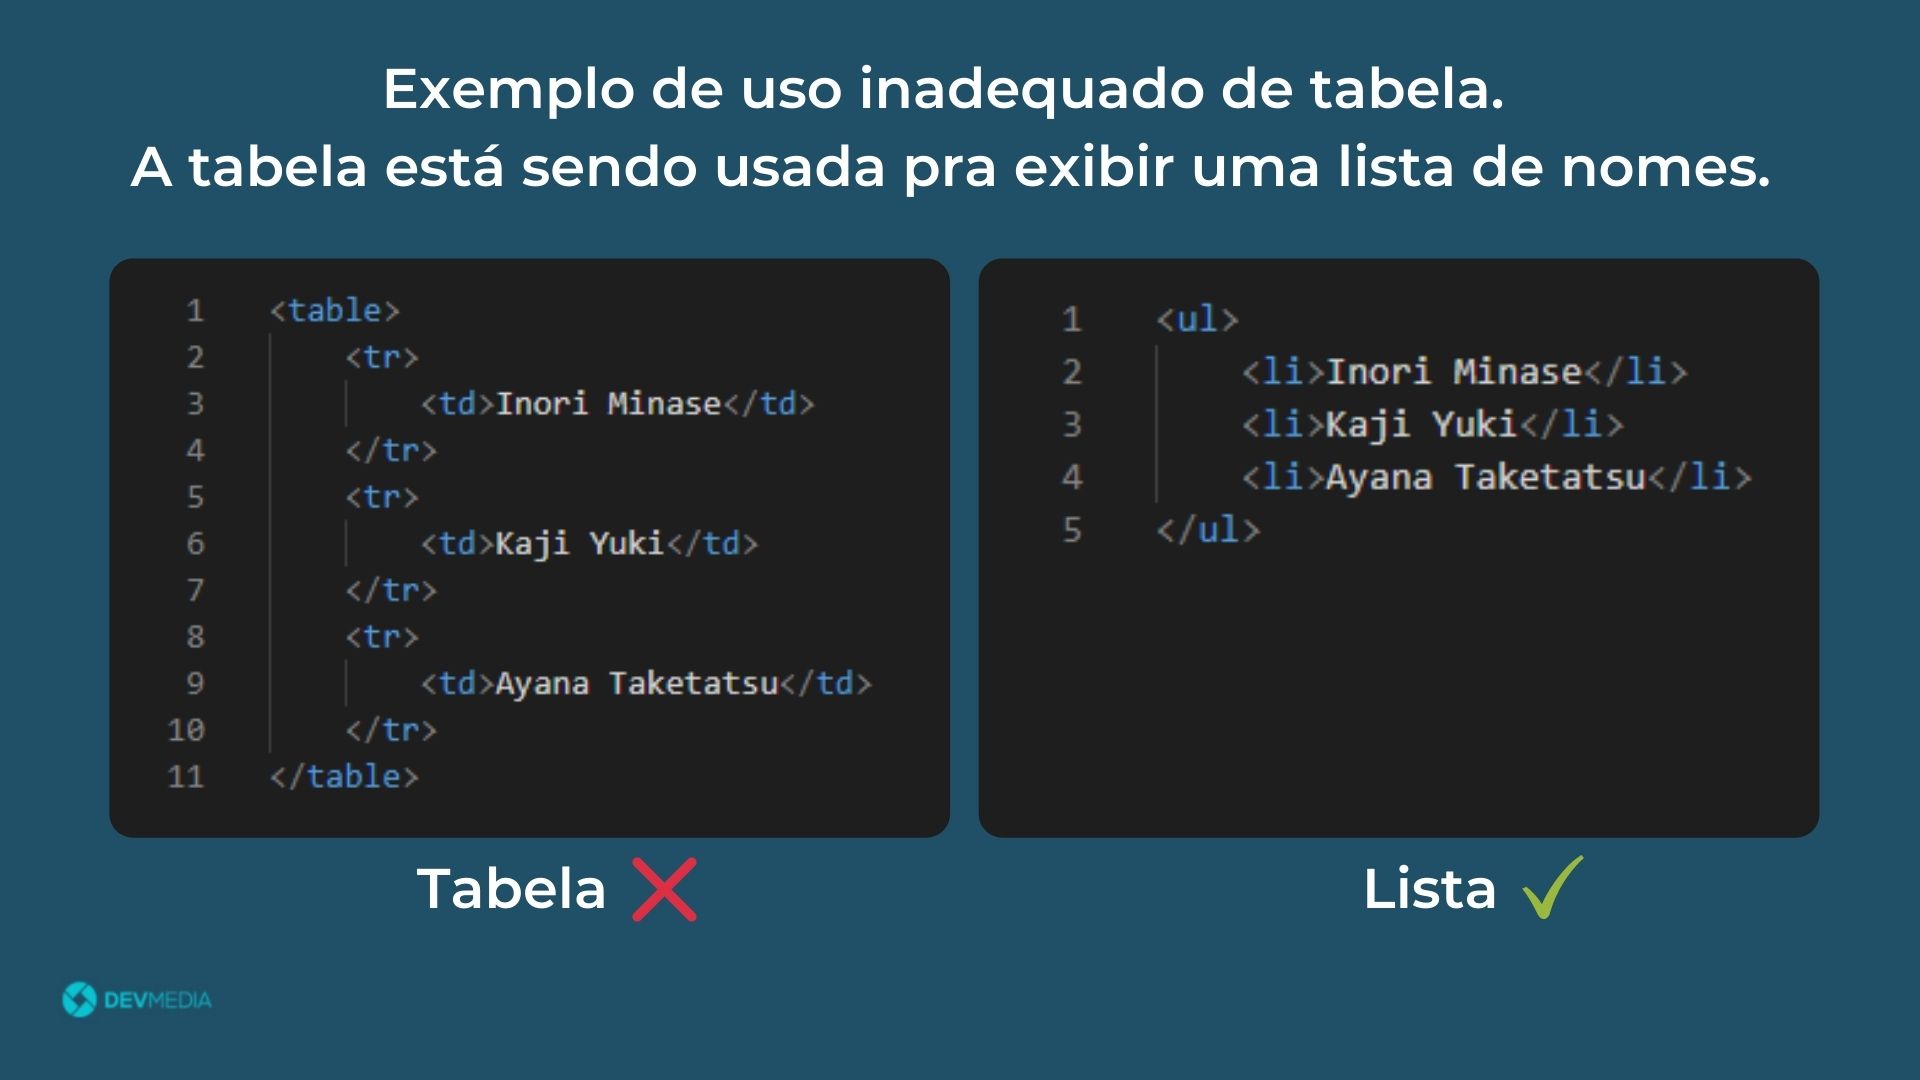 Exemplo de uso inadequado de tabela.
A tabela está sendo usada pra exibir uma lista de nomes.
1 <table>
2 <tr>
3 <td>Inori Minase</td>
4 </tr>
5 <tr>
6 <td>Kaji Yuki</td>
7 </tr>
8 <tr>
9 <td>Ayana Taketatsu</td>
10 </tr>
11 </table>
Tabela
1 <ul>
2 <li>Inori Minase</li>
3 <li>Kaji Yuki</li>
4 <li>Ayana Taketatsu</li>
5 </ul>
Lista
DEVMEDIA